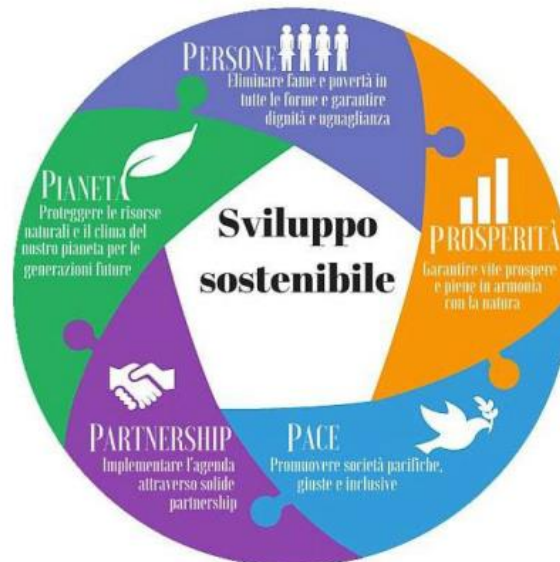 PERSONE
Eliminare fame e povertà in
tutte le forme e garantire
dignità e uguaglianza
PIANETA
Proteggere le risorse
naturali e il clima del
nostro pianeta per le
generazioni future
Sviluppo
sostenibile
PROSPERITÀ
Garantire vite prospere
e piene in armonia
con la natura
PARTNERSHIP
Implementare l'agenda
attraverso solide
partnership
PACE
Promuovere società pacifiche,
giuste e inclusive